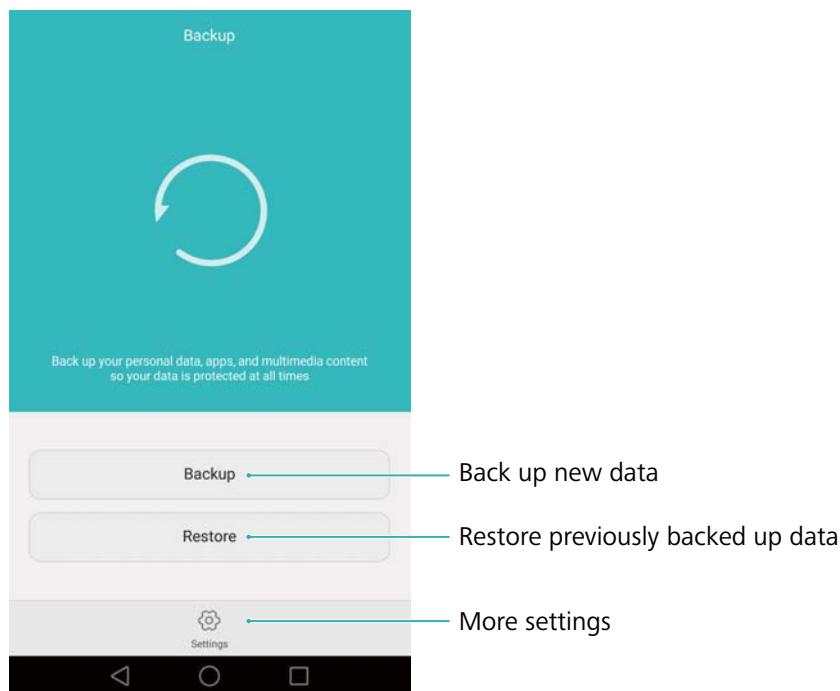 Backup
Back up your personal data, apps, and multimedia content
so your data is protected at all times
Backup
Back up new data
Restore
Restore previously backed up data
More settings
Settings